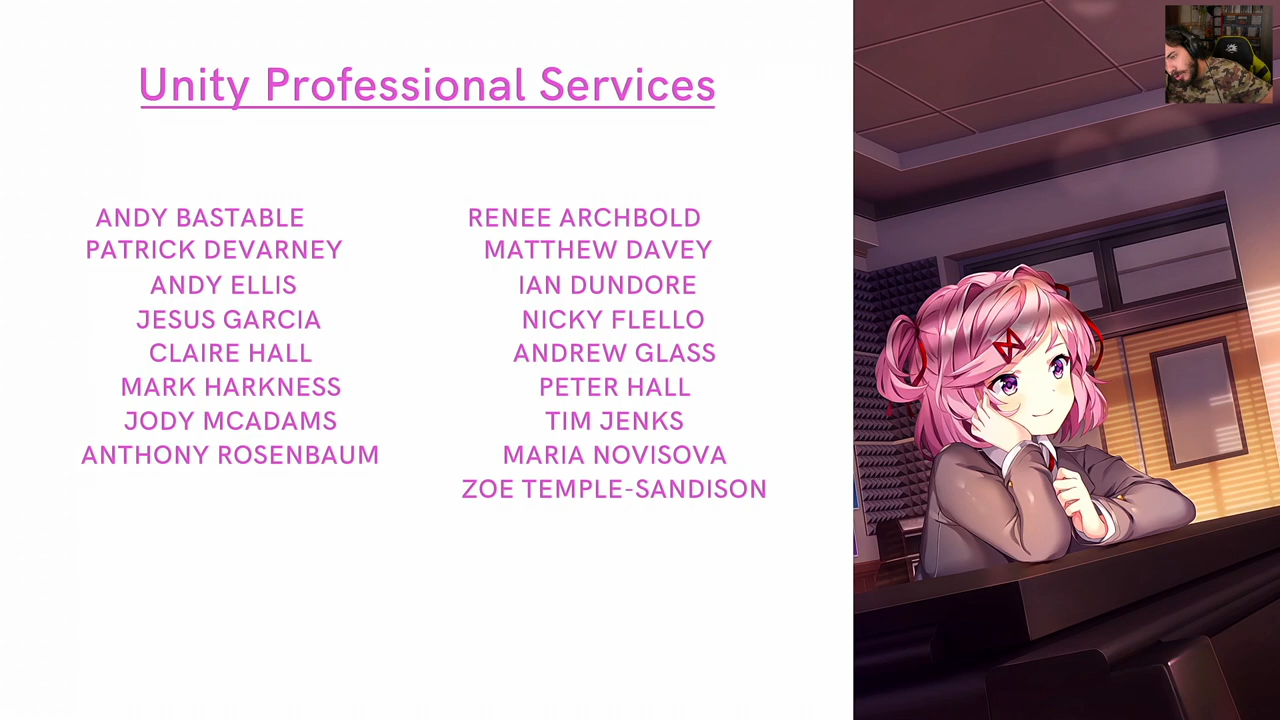 Unity Professional Services
ANDY BASTABLE
PATRICK DEVARNEY
ANDY ELLIS
JESUS GARCIA
CLAIRE HALL
MARK HARKNESS
JODY MCADAMS
ANTHONY ROSENBAUM
RENEE ARCHBOLD
MATTHEW DAVEY
IAN DUNDORE
NICKY FLELLO
ANDREW GLASS
PETER HALL
TIM JENKS
MARIA NOVISOVA
ZOE TEMPLE-SANDISON